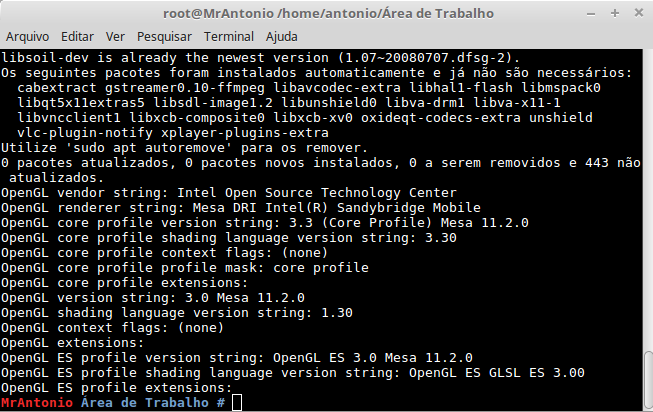 root@MrAntonio /home/antonio/Área de Trabalho
Arquivo Editar Ver Pesquisar Terminal Ajuda
libsoil-dev is already the newest version (1.07~20080707.dfsg-2).
Os seguintes pacotes foram instalados automaticamente e já não são necessários:
  cabextract gstreamer0.10-ffmpeg libavcodec-extra libhal1-flash libmspack0
  libqt5x11extras5 libsdl-image1.2 libunshield0 libva-drm1 libva-x11-1
  libvncclient1 libxcb-composite0 libxcb-xv0 oxideqt-codecs-extra unshield
  vlc-plugin-notify xplayer-plugins-extra
Utilize 'sudo apt autoremove' para os remover.
0 pacotes atualizados, 0 pacotes novos instalados, 0 a serem removidos e 443 não
 atualizados.
OpenGL vendor string: Intel Open Source Technology Center
OpenGL renderer string: Mesa DRI Intel(R) Sandybridge Mobile
OpenGL core profile version string: 3.3 (Core Profile) Mesa 11.2.0
OpenGL core profile shading language version string: 3.30
OpenGL core profile context flags: (none)
OpenGL core profile profile mask: core profile
OpenGL core profile extensions:
OpenGL version string: 3.0 Mesa 11.2.0
OpenGL shading language version string: 1.30
OpenGL context flags: (none)
OpenGL extensions:
OpenGL ES profile version string: OpenGL ES 3.0 Mesa 11.2.0
OpenGL ES profile shading language version string: OpenGL ES GLSL ES 3.00
OpenGL ES profile extensions:
MrAntonio Área de Trabalho #